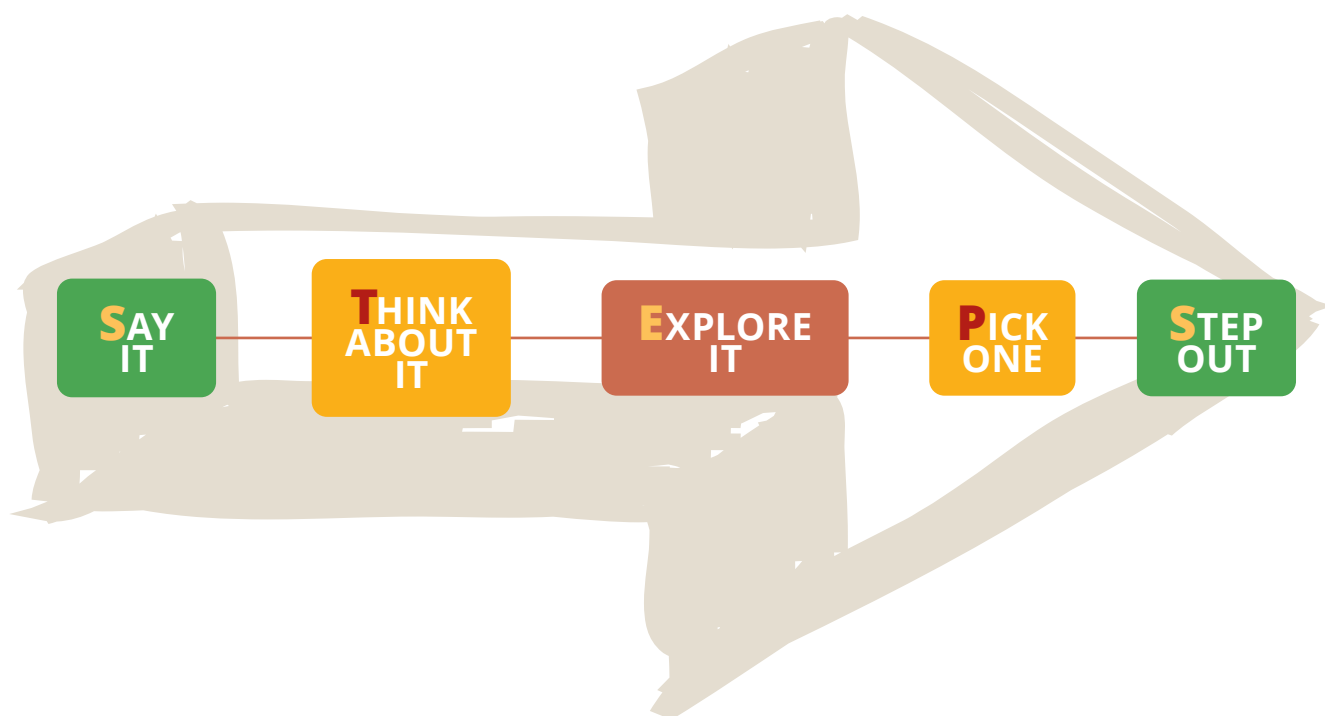 SAY
IT
THINK
ABOUT
IT
EXPLORE
IT
PICK
ONE
STEP
OUT